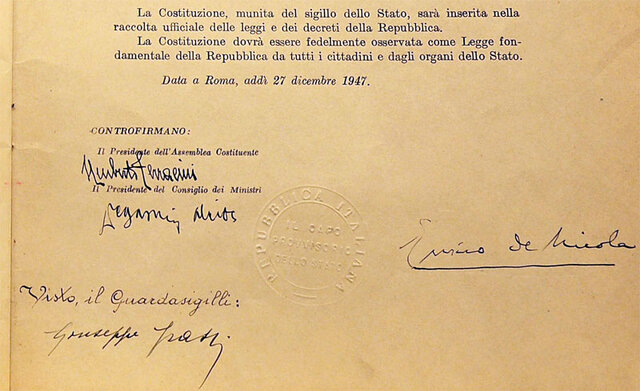 La Costituzione, munita del sigillo dello Stato, sarà inserita nella
raccolta ufficiale delle leggi e dei decreti della Repubblica.
La Costituzione dovrà essere fedelmente osservata come Legge fon-
damentale della Repubblica da tutti i cittadini e dagli organi dello Stato.
Data a Roma, addì 27 dicembre 1947.
CONTROFIRMANO:
Il Presidente dell'Assemblea Costituente
Umberto Terracini
Il Presidente del Consiglio dei Ministri
Degasperi Alcide
REPUBBLICA ITALIANA
IL CAPO
PROVVISORIO
DELLO STATO
Enrico de Nicola
Visto, il Guardasigilli:
Giuseppe Grassi